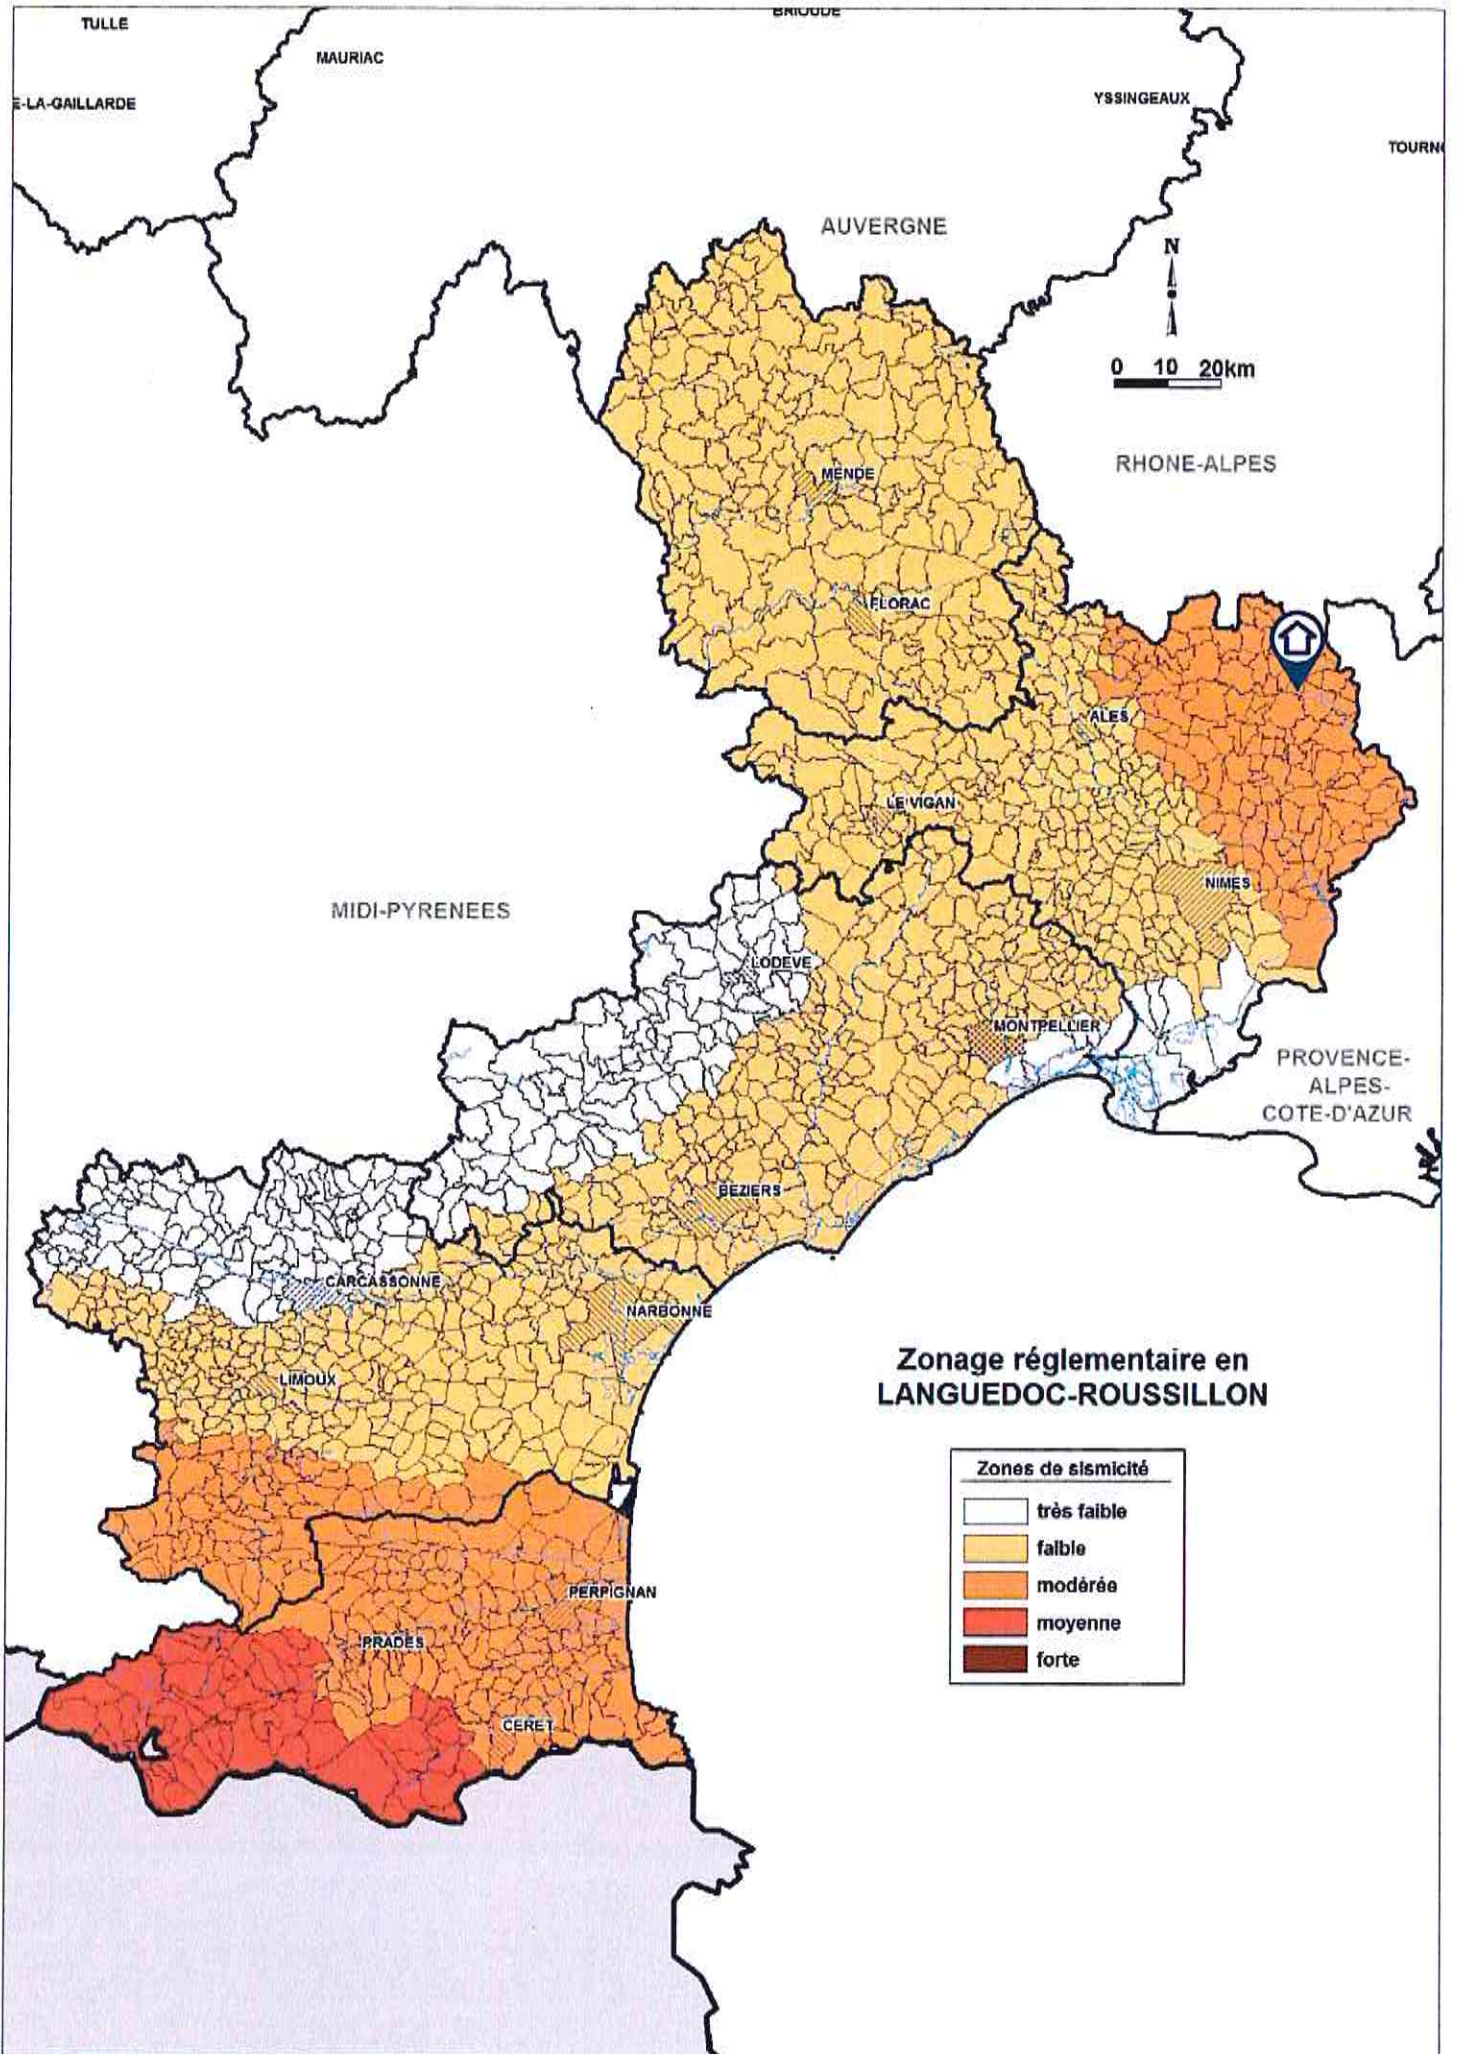 BRIOUDE
TULLE
MAURIAC
E-LA-GAILLARDE
YSSINGEAUX
TOURN
AUVERGNE
N
0 10 20km
RHONE-ALPES
MENDE
FLORAC
ALES
LE VIGAN
NIMES
MIDI-PYRENEES
LODEVE
MONTPELLIER
PROVENCE-
ALPES-
COTE-D'AZUR
BEZIERS
CARCASSONNE
NARBONNE
LIMOUX
Zonage réglementaire en
LANGUEDOC-ROUSSILLON
Zones de sismicité
très faible
faible
modérée
moyenne
forte
PERPIGNAN
PRADES
CERET